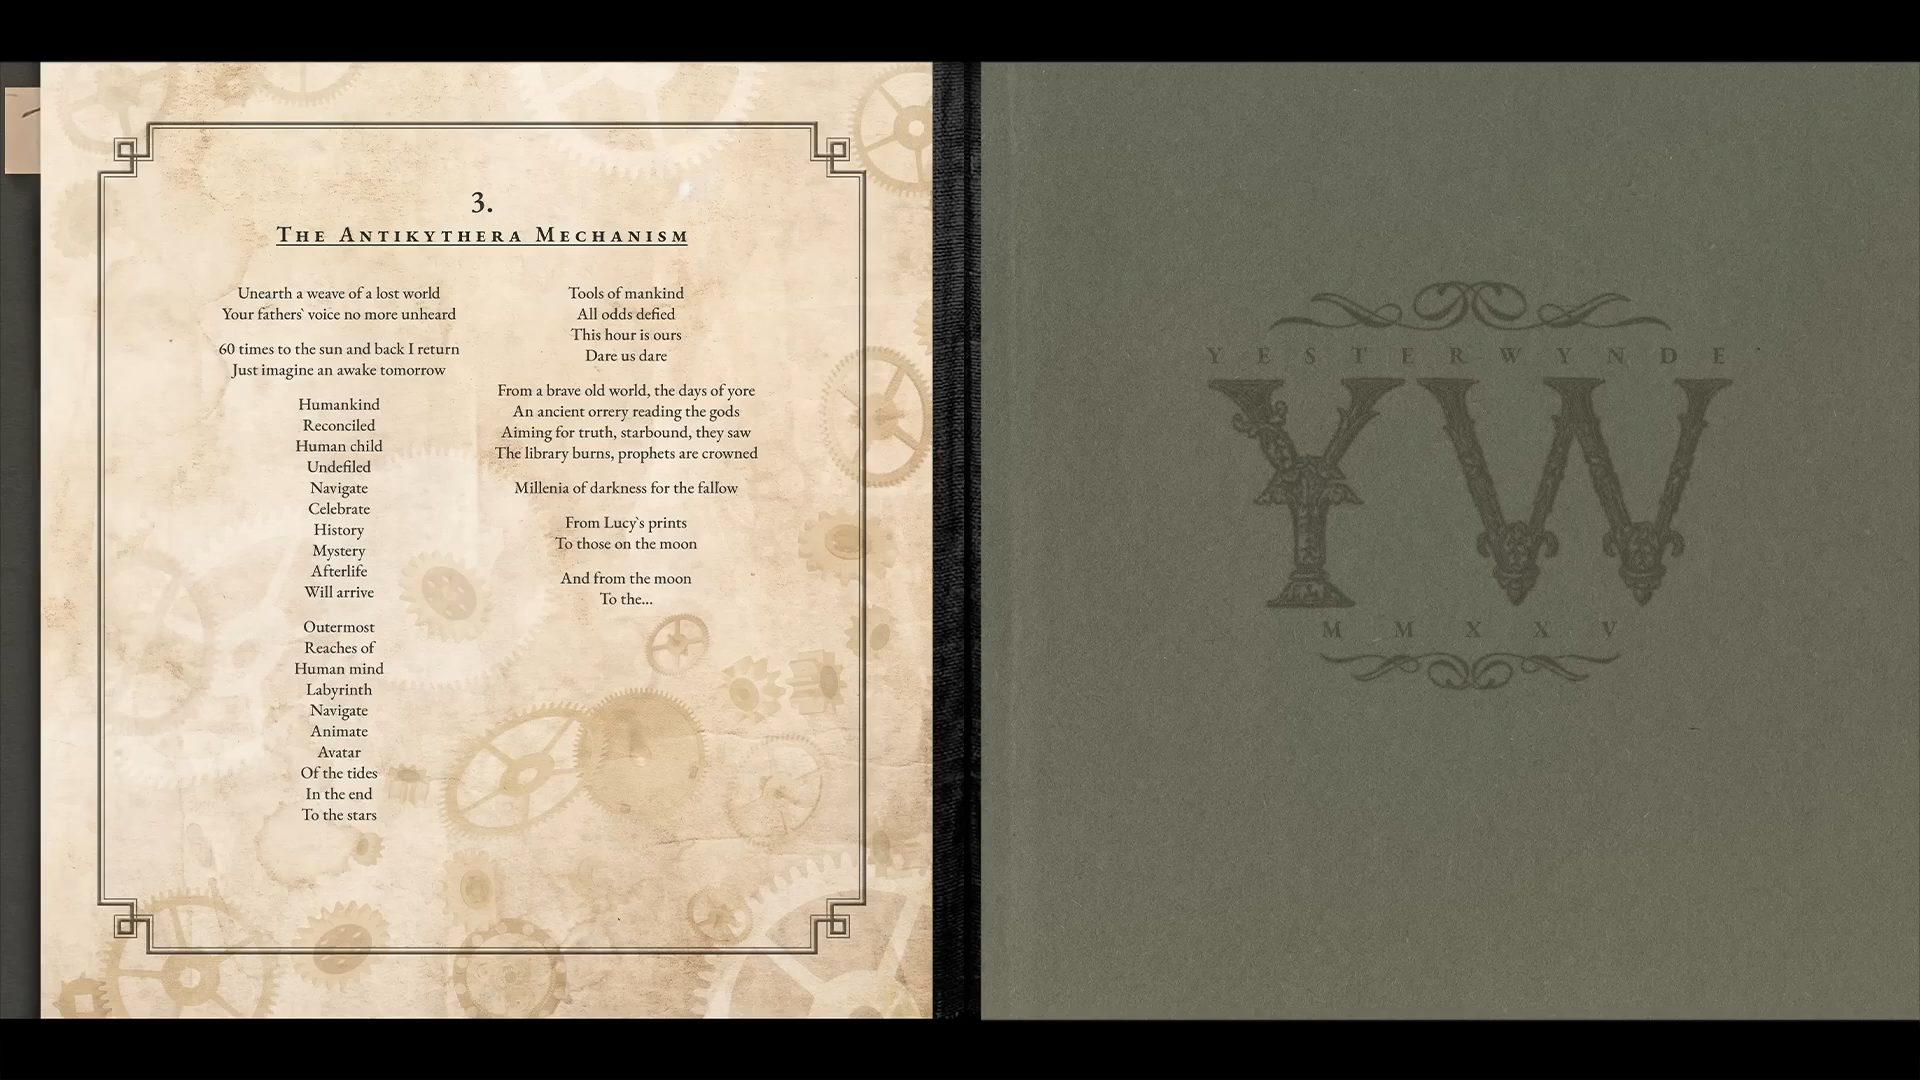 3.
The Antikythera Mechanism
Unearth a weave of a lost world
Your fathers` voice no more unheard
60 times to the sun and back I return
Just imagine an awake tomorrow
Humankind
Reconciled
Human child
Undefiled
Navigate
Celebrate
History
Mystery
Afterlife
Will arrive
Outermost
Reaches of
Human mind
Labyrinth
Navigate
Animate
Avatar
Of the tides
In the end
To the stars
Tools of mankind
All odds defied
This hour is ours
Dare us dare
From a brave old world, the days of yore
An ancient orrery reading the gods
Aiming for truth, starbound, they saw
The library burns, prophets are crowned
Millenia of darkness for the fallow
From Lucy`s prints
To those on the moon
And from the moon
To the...
YESTERWYNDE
YW
MMXXV